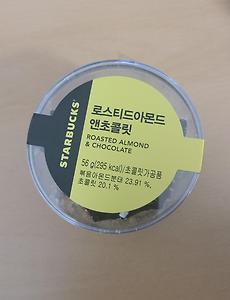 STARBUCKS
로스티드아몬드
앤초콜릿
ROASTED ALMOND
& CHOCOLATE
56 g(295 kcal)/초콜릿가공품
볶음아몬드분태 23.91 %,
초콜릿 20.1 %